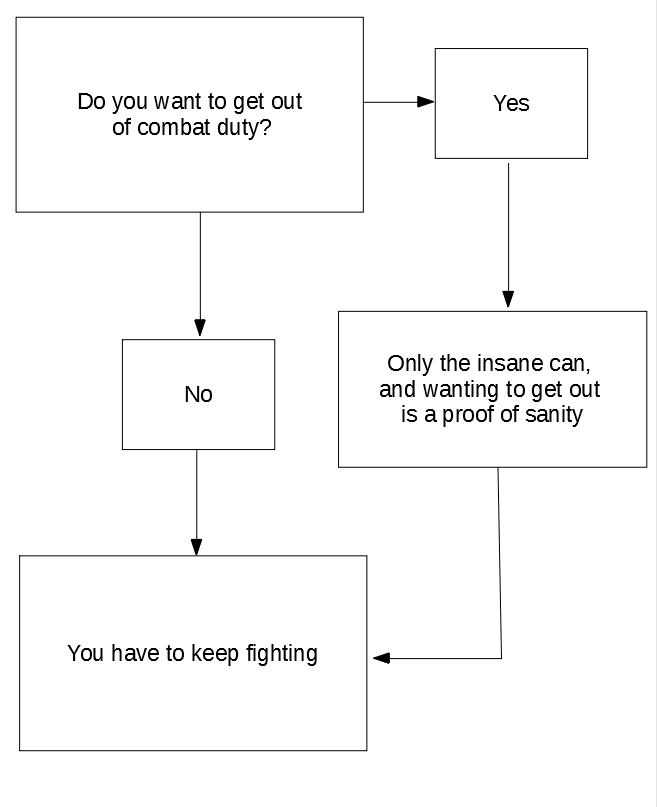 Do you want to get out
of combat duty?
Yes
No
Only the insane can,
and wanting to get out
is a proof of sanity
You have to keep fighting